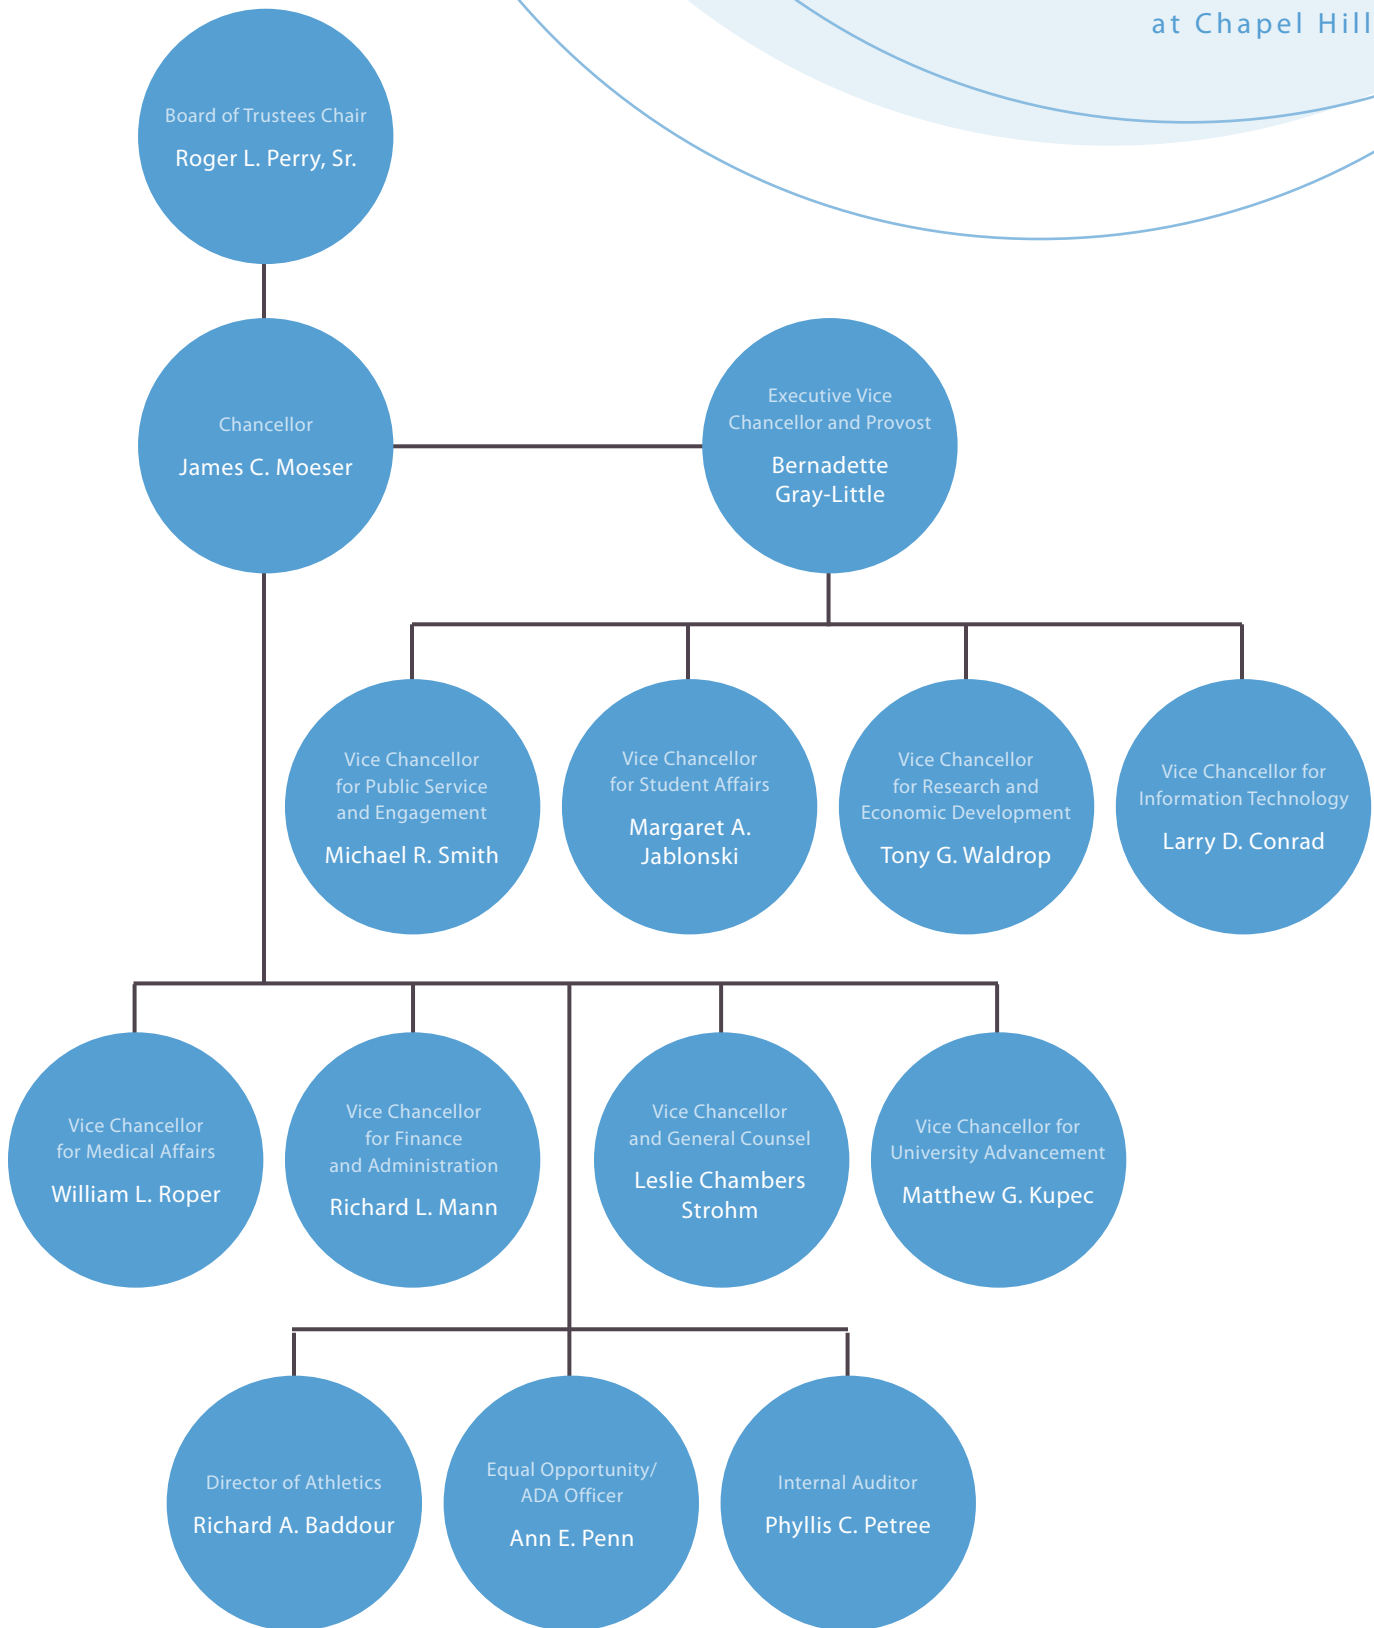 at Chapel Hill
Board of Trustees Chair
Roger L. Perry, Sr.
Chancellor
James C. Moeser
Executive Vice
Chancellor and Provost
Bernadette
Gray-Little
Vice Chancellor
for Public Service
and Engagement
Michael R. Smith
Vice Chancellor
for Student Affairs
Margaret A.
Jablonski
Vice Chancellor
for Research and
Economic Development
Tony G. Waldrop
Vice Chancellor for
Information Technology
Larry D. Conrad
Vice Chancellor
for Medical Affairs
William L. Roper
Vice Chancellor
for Finance
and Administration
Richard L. Mann
Vice Chancellor
and General Counsel
Leslie Chambers
Strohm
Vice Chancellor for
University Advancement
Matthew G. Kupec
Director of Athletics
Richard A. Baddour
Equal Opportunity/
ADA Officer
Ann E. Penn
Internal Auditor
Phyllis C. Petree